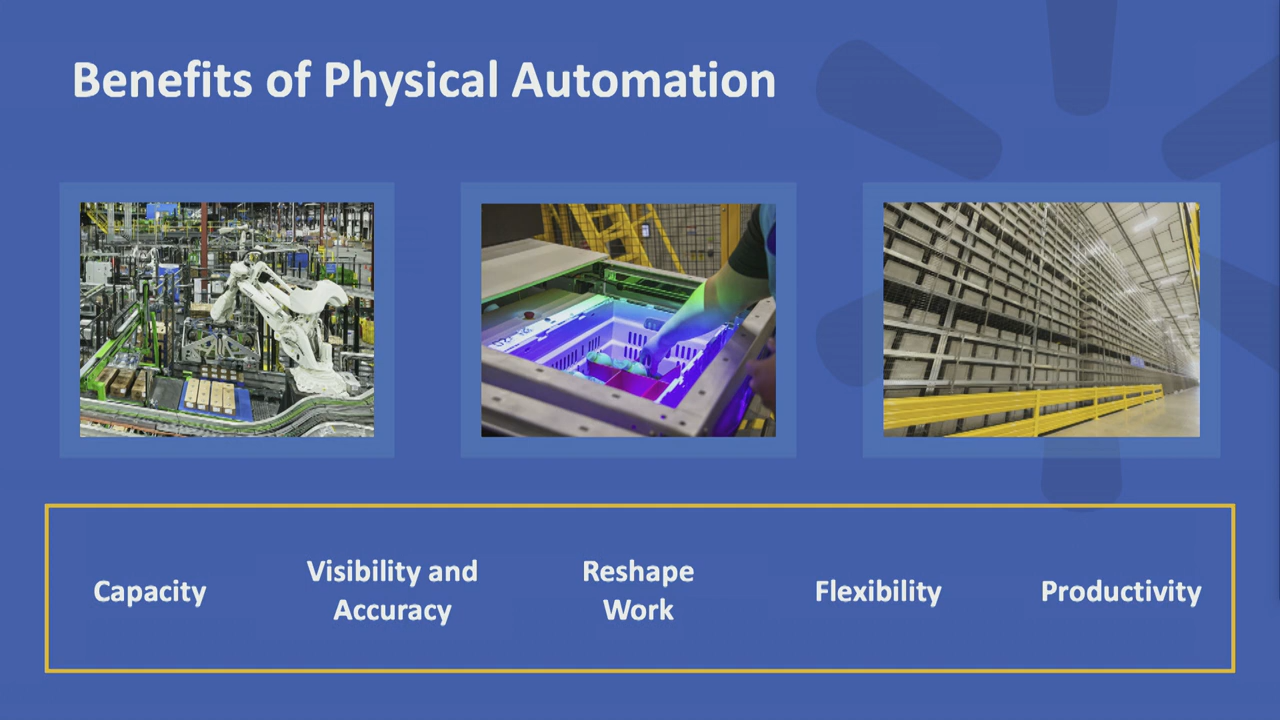 Benefits of Physical Automation
Capacity
Visibility and
Accuracy
Reshape
Work
Flexibility
Productivity